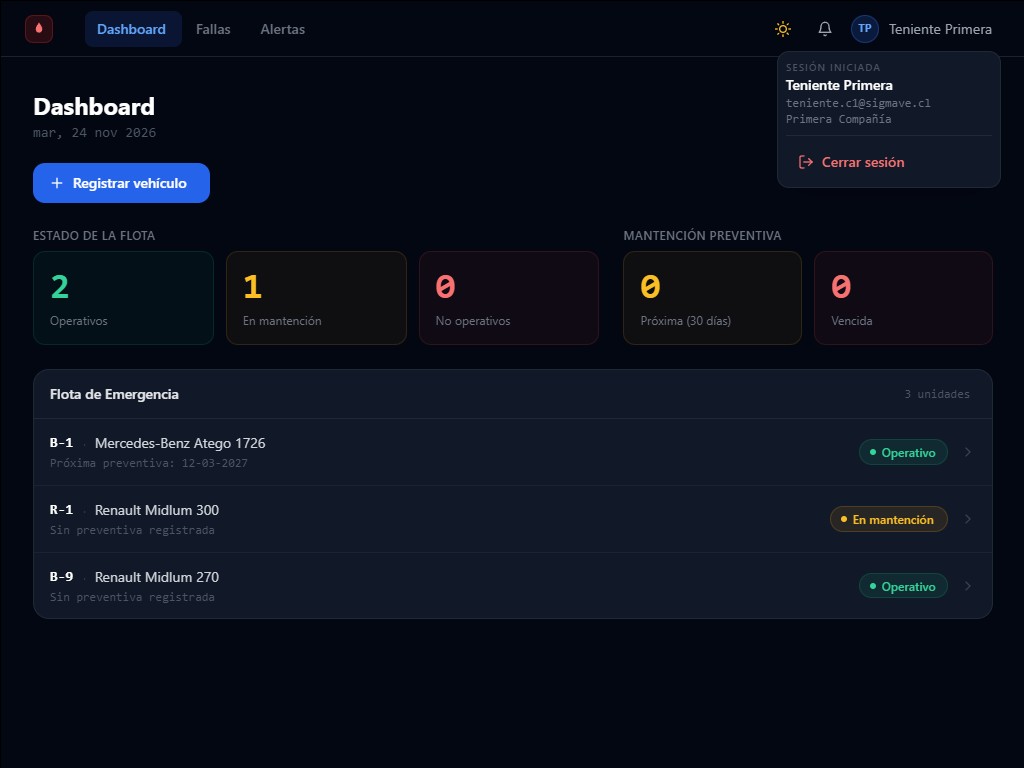 Dashboard Fallas Alertas TP Teniente Primera
SESIÓN INICIADA
Teniente Primera
teniente.c1@sigmave.cl
Primera Compañía
Cerrar sesión
Dashboard
mar, 24 nov 2026
+ Registrar vehículo
ESTADO DE LA FLOTA
2
Operativos
1
En mantención
0
No operativos
MANTENCIÓN PREVENTIVA
0
Próxima (30 días)
0
Vencida
Flota de Emergencia 3 unidades
B-1 · Mercedes-Benz Atego 1726
Próxima preventiva: 12-03-2027
Operativo
R-1 · Renault Midlum 300
Sin preventiva registrada
En mantención
B-9 · Renault Midlum 270
Sin preventiva registrada
Operativo